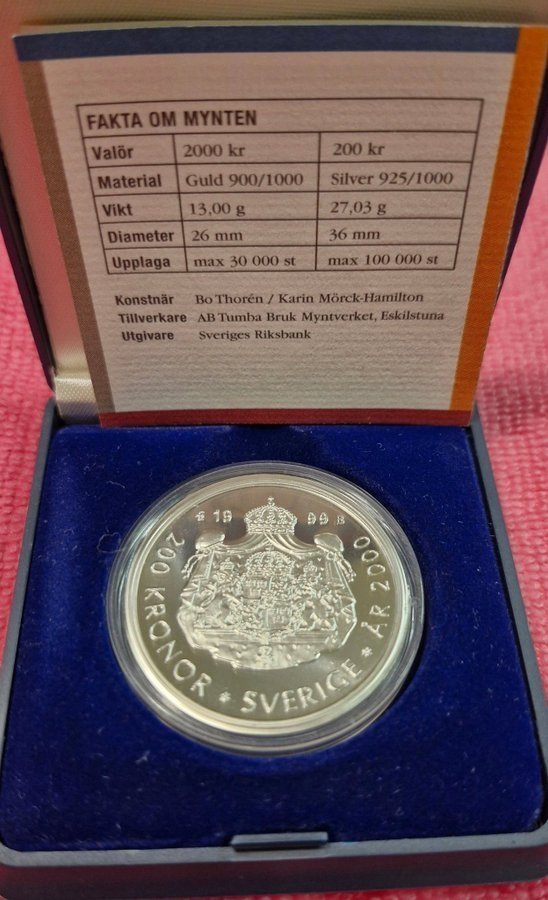 FAKTA OM MYNTEN
Valör 2000 kr 200 kr
Material Guld 900/1000 Silver 925/1000
Vikt 13,00 g 27,03 g
Diameter 26 mm 36 mm
Upplaga max 30 000 st max 100 000 st
Konstnär Bo Thorén / Karin Mörck-Hamilton
Tillverkare AB Tumba Bruk Myntverket, Eskilstuna
Utgivare Sveriges Riksbank
19 99 B
200 KRONOR * SVERIGE * ÅR 2000